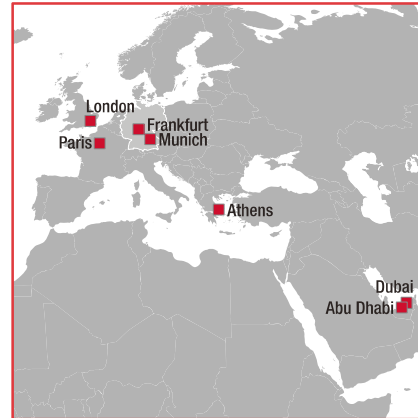 London
Frankfurt
Paris
Munich
Athens
Dubai
Abu Dhabi